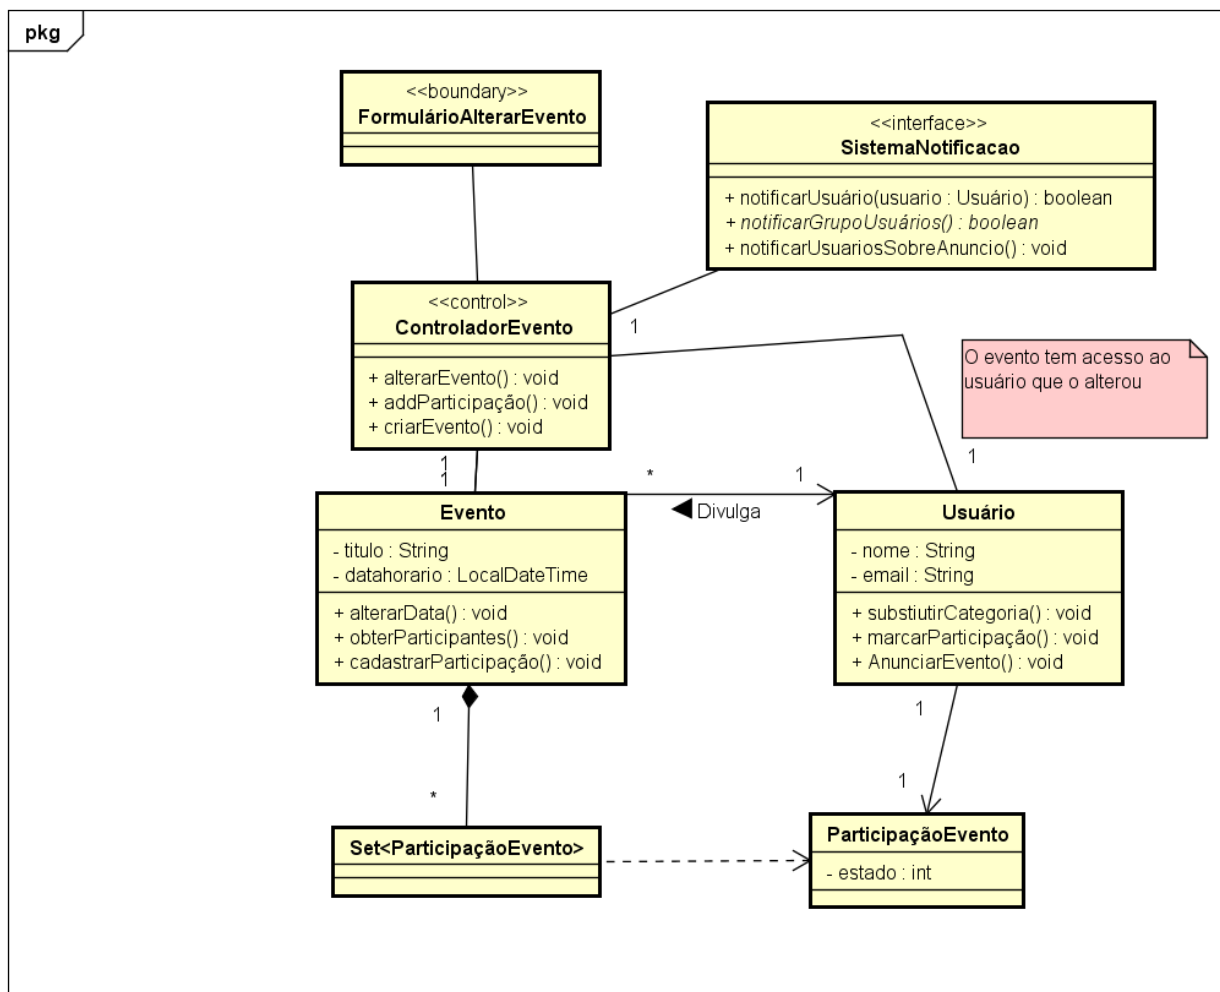 pkg
<<boundary>>
FormulárioAlterarEvento
<<interface>>
SistemaNotificacao
+ notificarUsuário(usuario : Usuário) : boolean
+ notificarGrupoUsuários() : boolean
+ notificarUsuariosSobreAnuncio() : void
<<control>>
ControladorEvento
+ alterarEvento() : void
+ addParticipação() : void
+ criarEvento() : void
1
O evento tem acesso ao
usuário que o alterou
1
1
1
* 1
Divulga
Evento
- titulo : String
- datahorario : LocalDateTime
+ alterarData() : void
+ obterParticipantes() : void
+ cadastrarParticipação() : void
Usuário
- nome : String
- email : String
+ substiutirCategoria() : void
+ marcarParticipação() : void
+ AnunciarEvento() : void
1
*
1
1
Set<ParticipaçãoEvento>
ParticipaçãoEvento
- estado : int